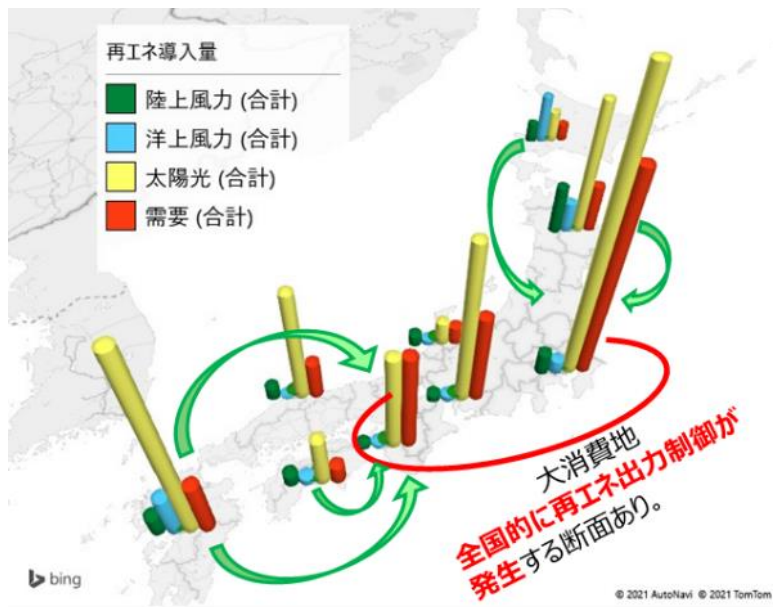 再エネ導入量
陸上風力 (合計)
洋上風力 (合計)
太陽光 (合計)
需要 (合計)
大消費地
全国的に再エネ出力制御が
発生する断面あり。
bing
© 2021 AutoNavi © 2021 TomTom